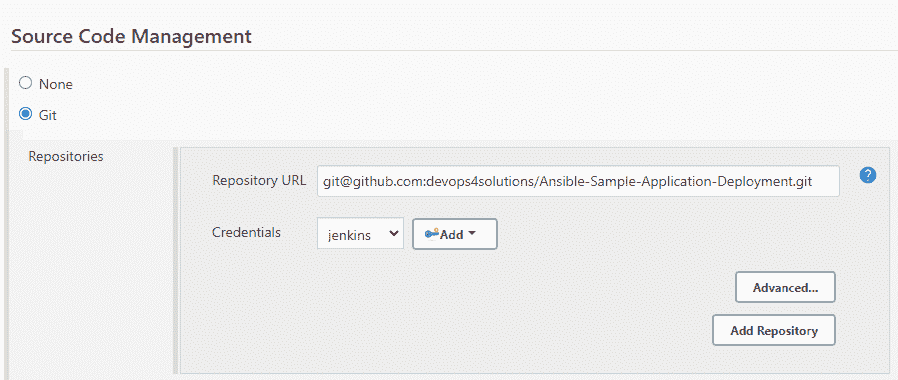 Source Code Management
None
Git
Repositories
Repository URL git@github.com:devops4solutions/Ansible-Sample-Application-Deployment.git ?
Credentials jenkins Add
Advanced...
Add Repository